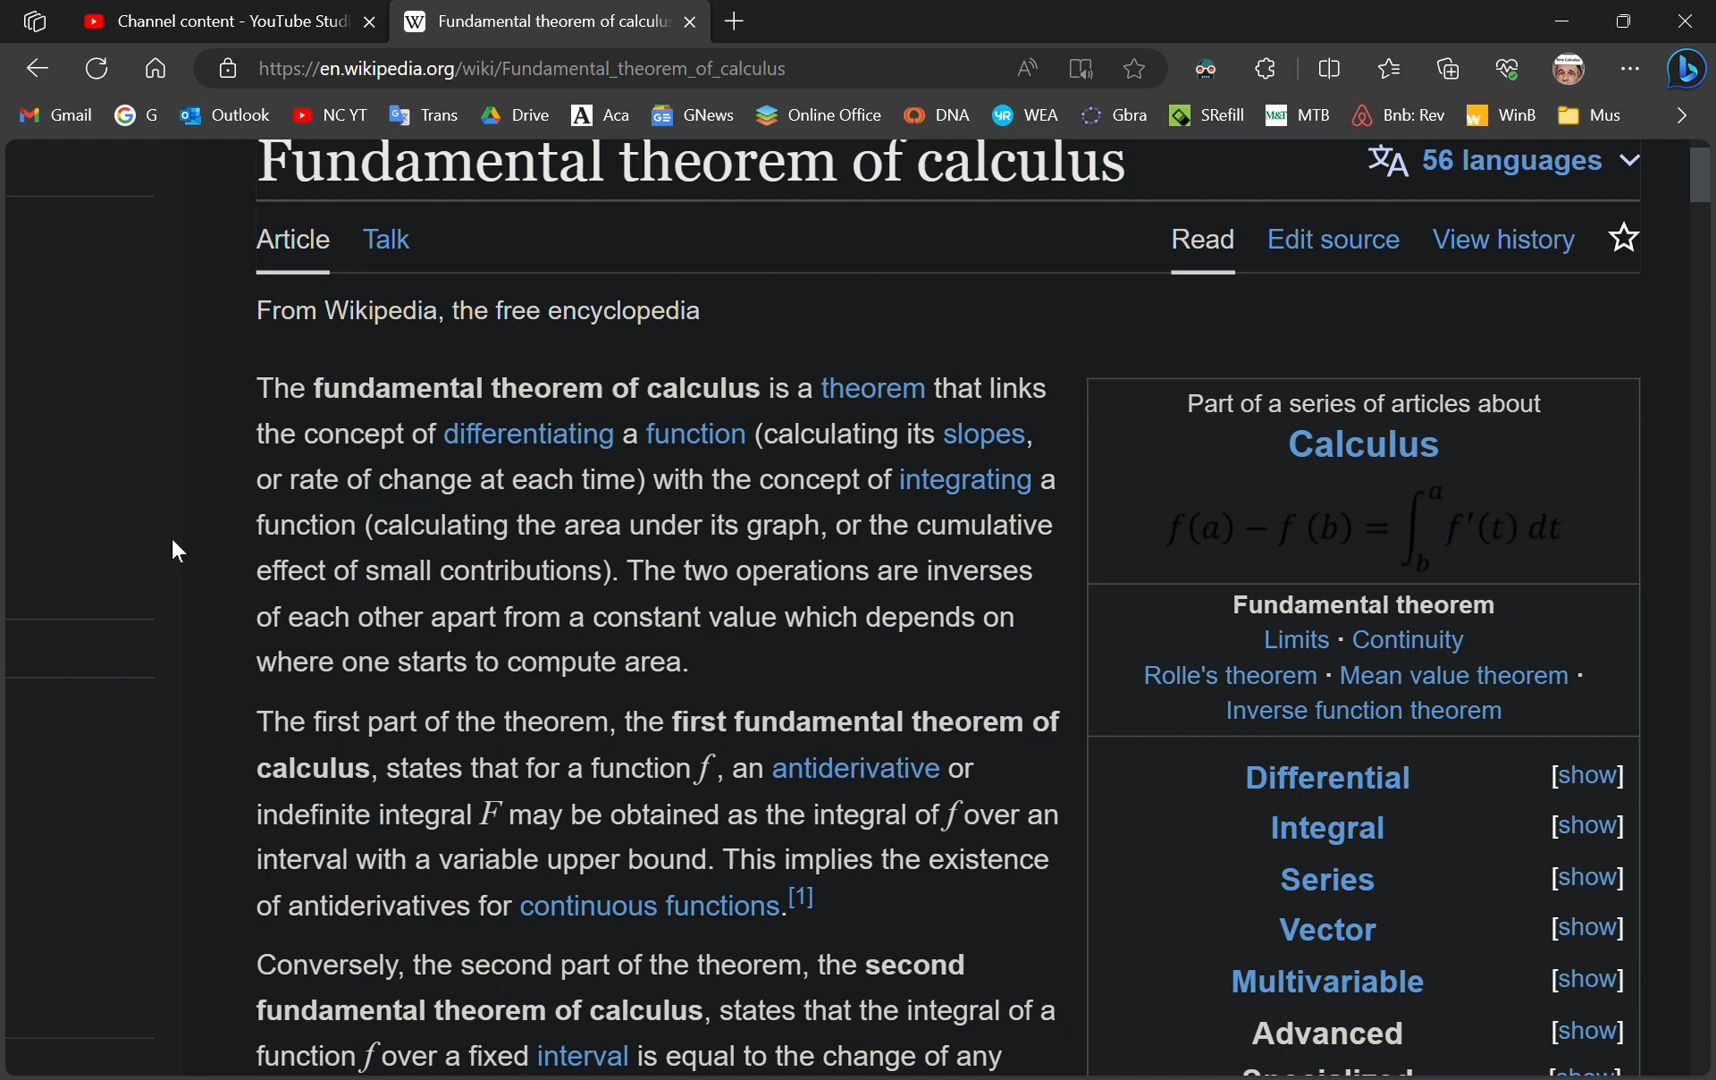 Channel content - YouTube Studi
Fundamental theorem of calculu
https://en.wikipedia.org/wiki/Fundamental_theorem_of_calculus
Gmail G Outlook NC YT Trans Drive Aca GNews Online Office DNA WEA Gbra SRefill MTB Bnb: Rev WinB Mus
Fundamental theorem of calculus
56 languages
Article Talk Read Edit source View history
From Wikipedia, the free encyclopedia
The fundamental theorem of calculus is a theorem that links
the concept of differentiating a function (calculating its slopes,
or rate of change at each time) with the concept of integrating a
function (calculating the area under its graph, or the cumulative
effect of small contributions). The two operations are inverses
of each other apart from a constant value which depends on
where one starts to compute area.
The first part of the theorem, the first fundamental theorem of
calculus, states that for a function f, an antiderivative or
indefinite integral F may be obtained as the integral of f over an
interval with a variable upper bound. This implies the existence
of antiderivatives for continuous functions.[1]
Conversely, the second part of the theorem, the second
fundamental theorem of calculus, states that the integral of a
function f over a fixed interval is equal to the change of any
Part of a series of articles about
Calculus
f(a) − f (b) = ∫_b^a f′(t) dt
Fundamental theorem
Limits · Continuity
Rolle's theorem · Mean value theorem ·
Inverse function theorem
Differential [show]
Integral [show]
Series [show]
Vector [show]
Multivariable [show]
Advanced [show]